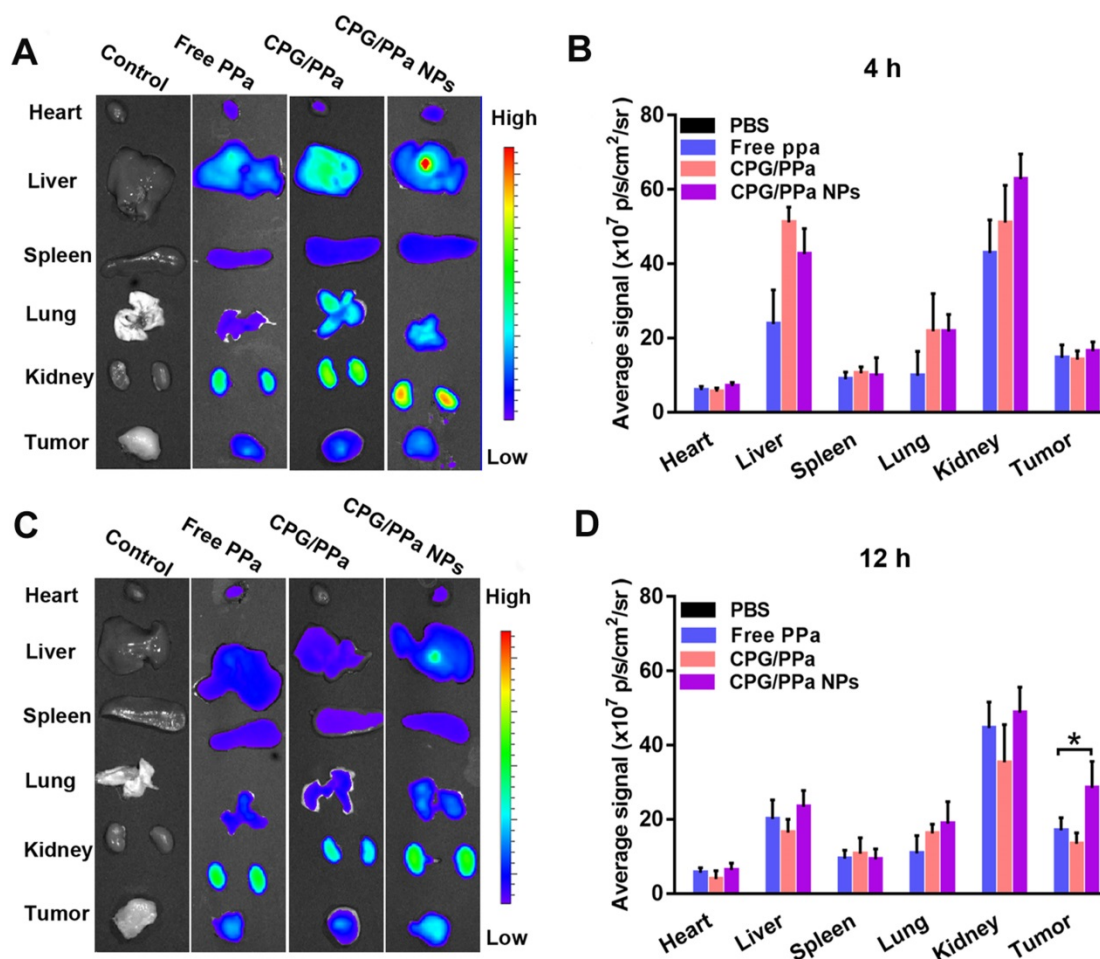 A
Control
Free PPa
CPG/PPa
CPG/PPa NPs
Heart
Liver
Spleen
Lung
Kidney
Tumor
High
Low
B
4 h
Average signal (x10⁷ p/s/cm²/sr)
80
60
40
20
0
PBS
Free ppa
CPG/PPa
CPG/PPa NPs
Heart
Liver
Spleen
Lung
Kidney
Tumor
C
Control
Free PPa
CPG/PPa
CPG/PPa NPs
Heart
Liver
Spleen
Lung
Kidney
Tumor
High
Low
D
12 h
Average signal (x10⁷ p/s/cm²/sr)
80
60
40
20
0
PBS
Free PPa
CPG/PPa
CPG/PPa NPs
*
Heart
Liver
Spleen
Lung
Kidney
Tumor